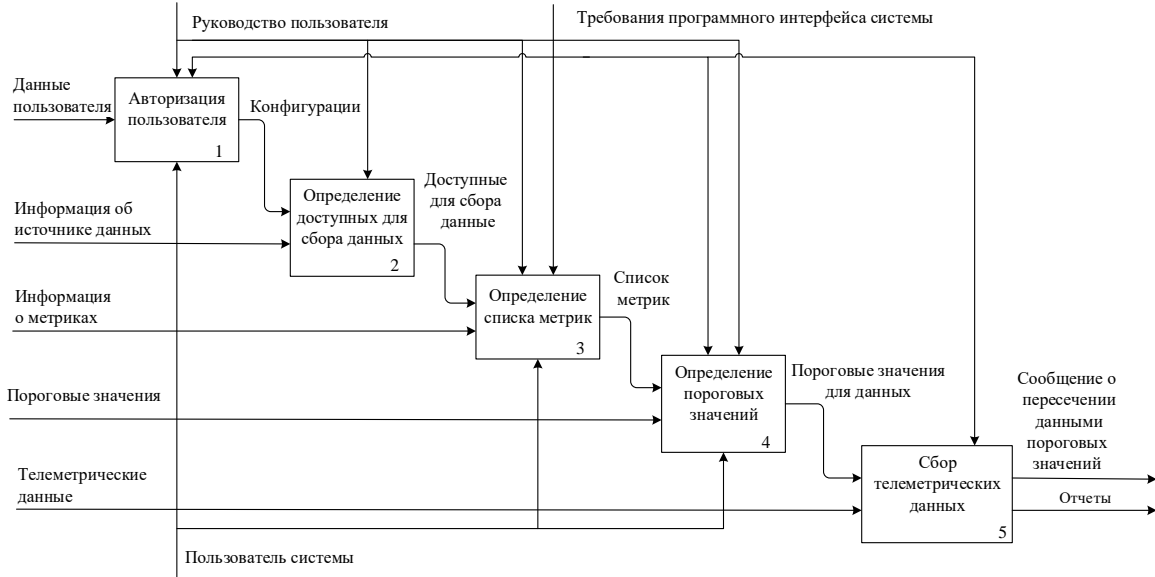 Руководство пользователя
Требования программного интерфейса системы
Данные
пользователя
Авторизация
пользователя
1
Конфигурации
Информация об
источнике данных
Определение
доступных для
сбора данных
2
Доступные
для сбора
данные
Информация
о метриках
Определение
списка метрик
3
Список
метрик
Пороговые значения
Определение
пороговых
значений
4
Пороговые значения
для данных
Сообщение о
пересечении
данными
пороговых
значений
Телеметрические
данные
Сбор
телеметрических
данных
5
Отчеты
Пользователь системы